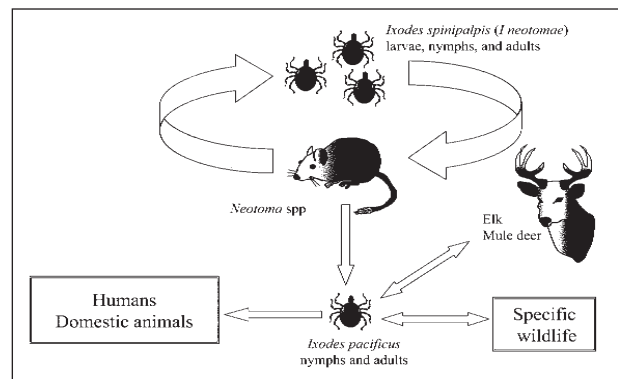 Ixodes spinipalpis (I neotomae)
larvae, nymphs, and adults
Neotoma spp
Elk
Mule deer
Humans
Domestic animals
Ixodes pacificus
nymphs and adults
Specific
wildlife